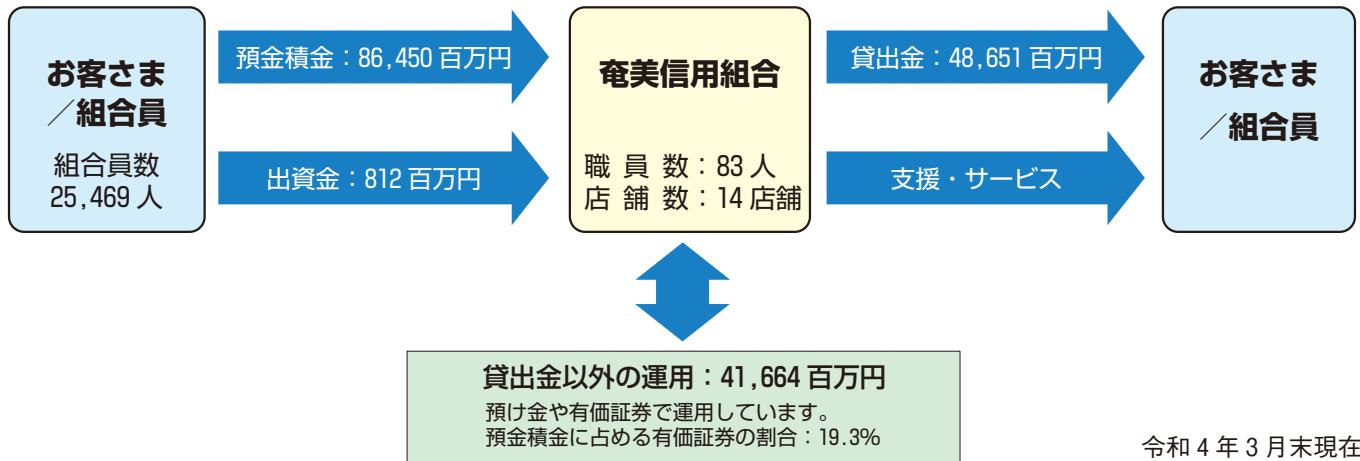 お客さま
／組合員
組合員数
25,469 人
預金積金：86,450 百万円
出資金：812 百万円
奄美信用組合
職員数：83 人
店舗数：14 店舗
貸出金：48,651 百万円
支援・サービス
お客さま
／組合員
貸出金以外の運用：41,664 百万円
預け金や有価証券で運用しています。
預金積金に占める有価証券の割合：19.3%
令和 4 年 3 月末現在